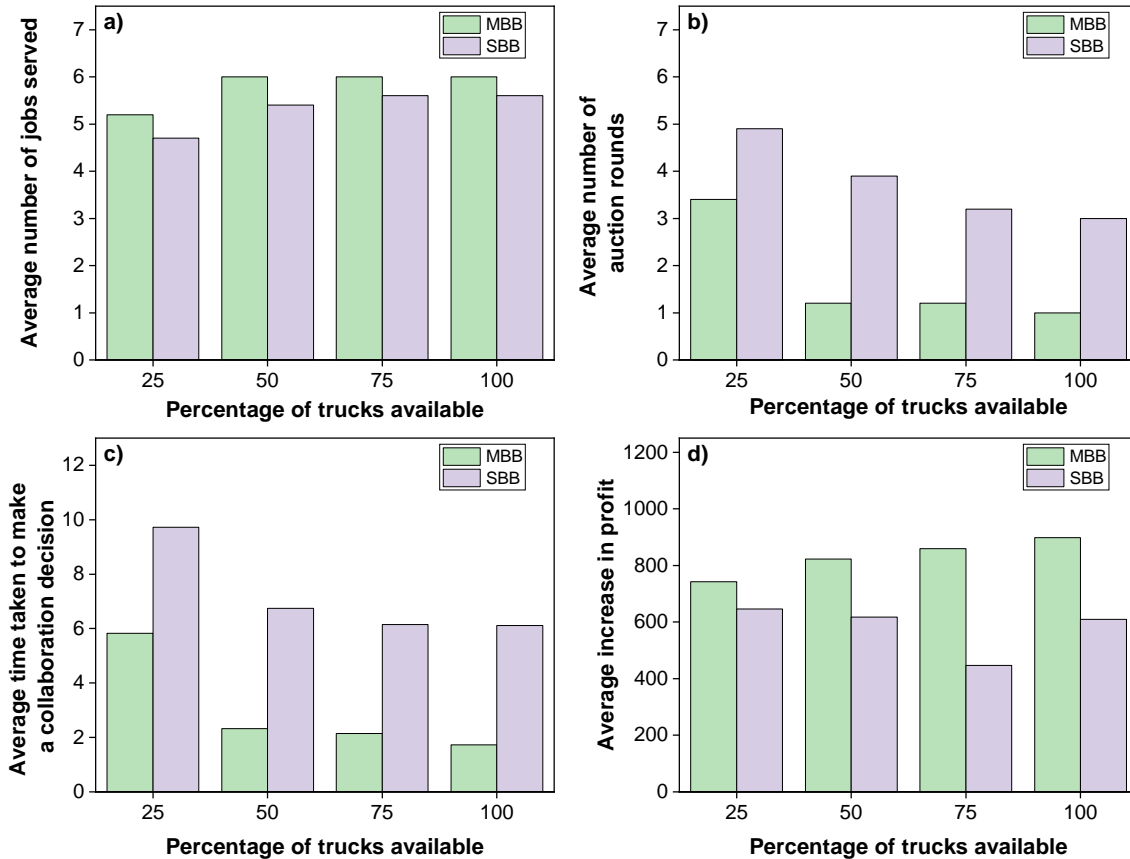 a)
MBB
SBB
7
6
5
4
3
2
1
0
Average number of jobs served
25 50 75 100
Percentage of trucks available
b)
MBB
SBB
7
6
5
4
3
2
1
0
Average number of
auction rounds
25 50 75 100
Percentage of trucks available
c)
MBB
SBB
12
10
8
6
4
2
0
Average time taken to make
a collaboration decision
25 50 75 100
Percentage of trucks available
d)
MBB
SBB
1200
1000
800
600
400
200
0
Average increase in profit
25 50 75 100
Percentage of trucks available